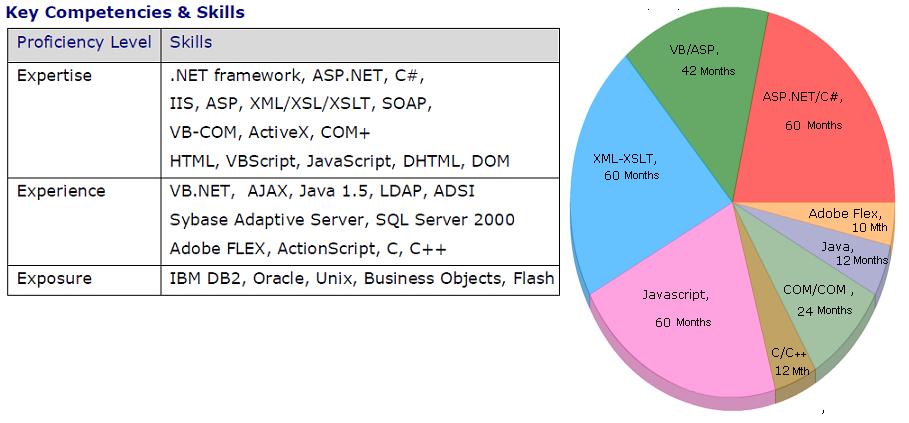 Key Competencies & Skills
Proficiency Level Skills
Expertise .NET framework, ASP.NET, C#,
IIS, ASP, XML/XSL/XSLT, SOAP,
VB-COM, ActiveX, COM+
HTML, VBScript, JavaScript, DHTML, DOM
Experience VB.NET, AJAX, Java 1.5, LDAP, ADSI
Sybase Adaptive Server, SQL Server 2000
Adobe FLEX, ActionScript, C, C++
Exposure IBM DB2, Oracle, Unix, Business Objects, Flash
VB/ASP,
42 Months
ASP.NET/C#,
60 Months
XML-XSLT,
60 Months
Adobe Flex,
10 Mth
Java,
12 Months
COM/COM ,
24 Months
Javascript,
60 Months
C/C++
12 Mth